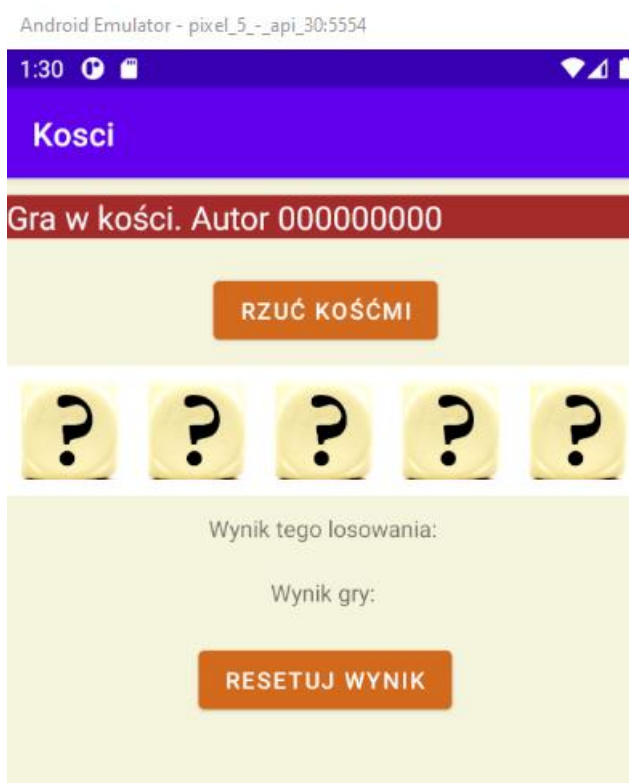 Android Emulator - pixel_5_-_api_30:5554
1:30
Kosci
Gra w kości. Autor 000000000
RZUĆ KOŚĆMI
? ? ? ? ?
Wynik tego losowania:
Wynik gry:
RESETUJ WYNIK